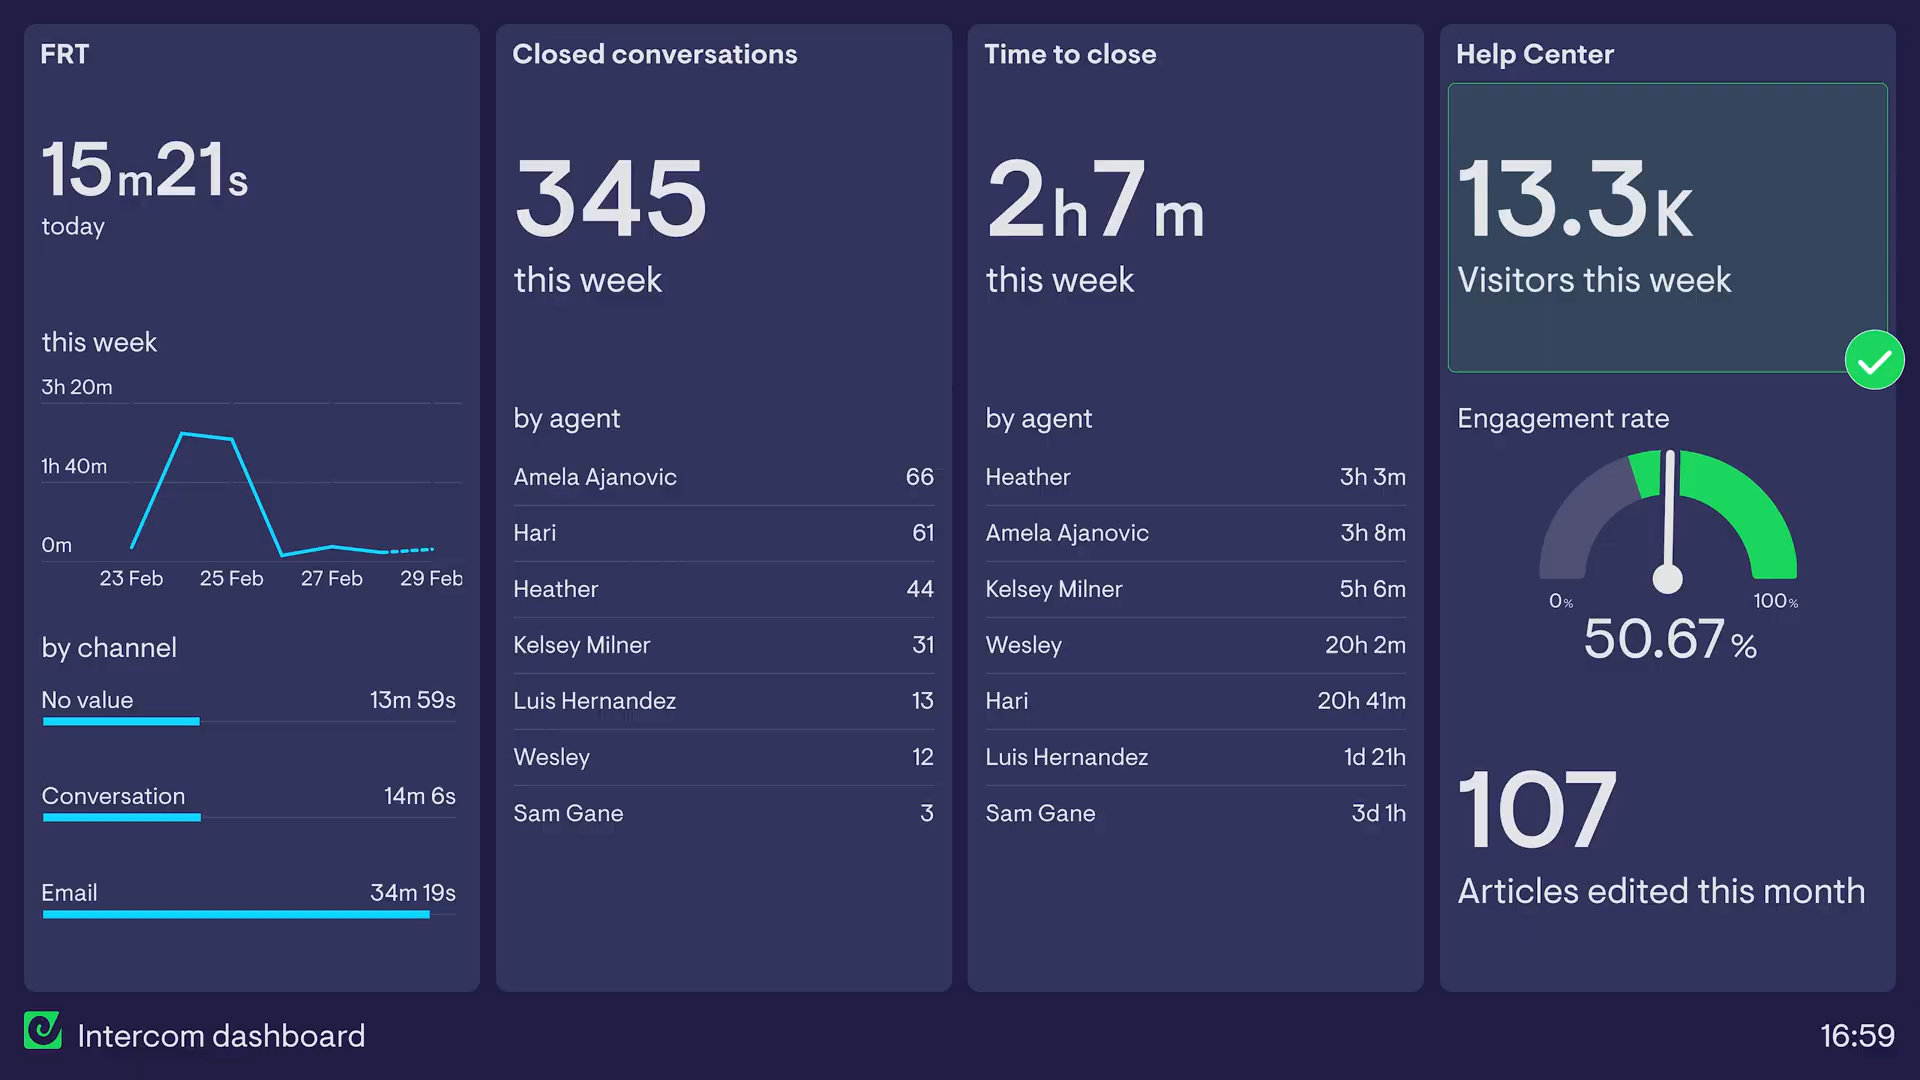 FRT
15m21s
today
this week
3h 20m
1h 40m
0m
23 Feb 25 Feb 27 Feb 29 Feb
by channel
No value 13m 59s
Conversation 14m 6s
Email 34m 19s
Closed conversations
345
this week
by agent
Amela Ajanovic 66
Hari 61
Heather 44
Kelsey Milner 31
Luis Hernandez 13
Wesley 12
Sam Gane 3
Time to close
2h7m
this week
by agent
Heather 3h 3m
Amela Ajanovic 3h 8m
Kelsey Milner 5h 6m
Wesley 20h 2m
Hari 20h 41m
Luis Hernandez 1d 21h
Sam Gane 3d 1h
Help Center
13.3K
Visitors this week
Engagement rate
0% 100%
50.67%
107
Articles edited this month
Intercom dashboard
16:59